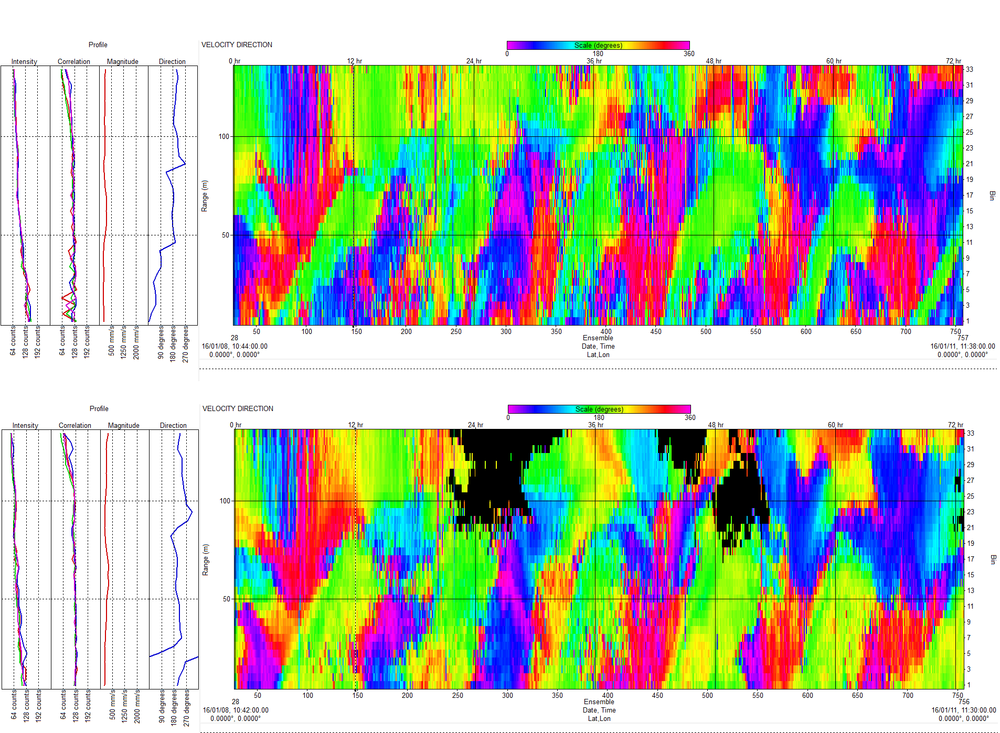 Profile
VELOCITY DIRECTION
Scale (degrees)
0 180 360
Intensity Correlation Magnitude Direction
0 hr 12 hr 24 hr 36 hr 48 hr 60 hr 72 hr
100
50
Range (m)
33
31
29
27
25
23
21
19
17
15
13
11
9
7
5
3
1
Bin
64 counts 128 counts 192 counts
64 counts 128 counts 192 counts
500 mm/s 1250 mm/s 2000 mm/s
90 degrees 180 degrees 270 degrees
50 100 150 200 250 300 350 400 450 500 550 600 650 700 750
28 Ensemble 757
16/01/08, 10:44:00.00 Date, Time 16/01/11, 11:38:00.00
0.0000°, 0.0000° Lat,Lon 0.0000°, 0.0000°
Profile
VELOCITY DIRECTION
Scale (degrees)
0 180 360
Intensity Correlation Magnitude Direction
0 hr 12 hr 24 hr 36 hr 48 hr 60 hr 72 hr
100
50
Range (m)
33
31
29
27
25
23
21
19
17
15
13
11
9
7
5
3
1
Bin
64 counts 128 counts 192 counts
64 counts 128 counts 192 counts
500 mm/s 1250 mm/s 2000 mm/s
90 degrees 180 degrees 270 degrees
50 100 150 200 250 300 350 400 450 500 550 600 650 700 750
28 Ensemble 756
16/01/08, 10:42:00.00 Date, Time 16/01/11, 11:30:00.00
0.0000°, 0.0000° Lat,Lon 0.0000°, 0.0000°